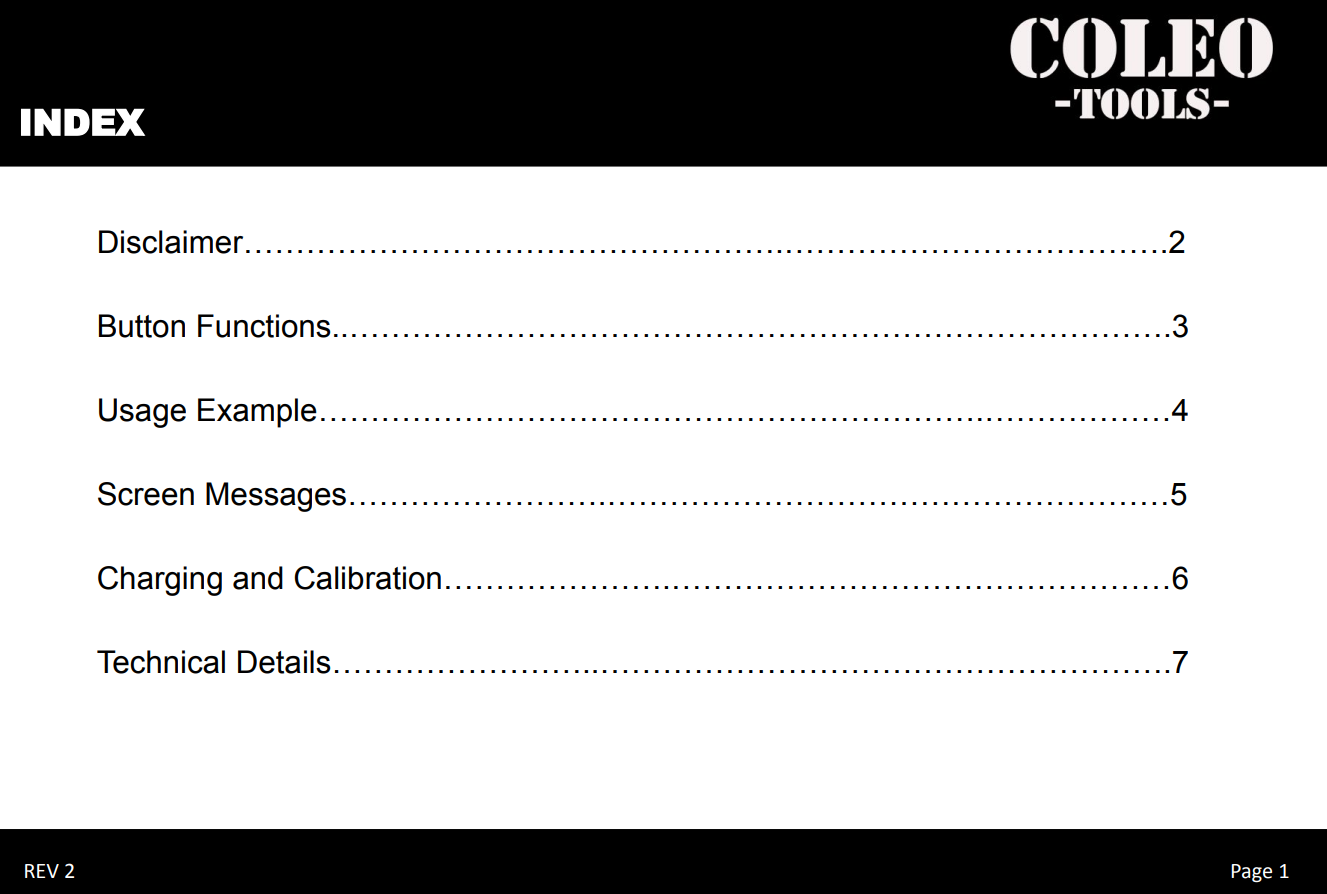 COLEO
-TOOLS-
INDEX
Disclaimer……………………………………………………………………………2
Button Functions...……………………………………………………………………3
Usage Example………………………………………………………………………4
Screen Messages……………………………………………………………………5
Charging and Calibration……………………………………………………………6
Technical Details……………………...………………………………………………7
REV 2
Page 1